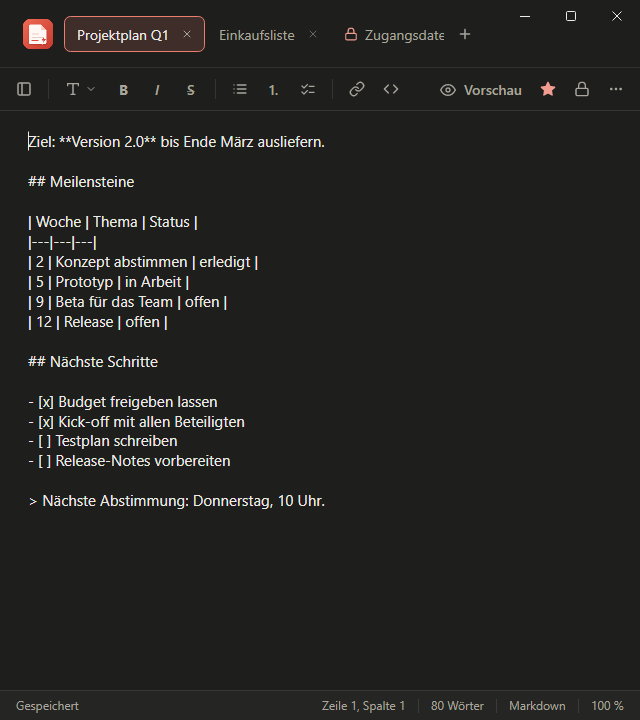 Projektplan Q1
Einkaufsliste
Zugangsdate
T B I S 1. Vorschau
Ziel: **Version 2.0** bis Ende März ausliefern.
## Meilensteine
| Woche | Thema | Status |
|---|---|---|
| 2 | Konzept abstimmen | erledigt |
| 5 | Prototyp | in Arbeit |
| 9 | Beta für das Team | offen |
| 12 | Release | offen |
## Nächste Schritte
- [x] Budget freigeben lassen
- [x] Kick-off mit allen Beteiligten
- [ ] Testplan schreiben
- [ ] Release-Notes vorbereiten
> Nächste Abstimmung: Donnerstag, 10 Uhr.
Gespeichert
Zeile 1, Spalte 1
80 Wörter
Markdown
100 %